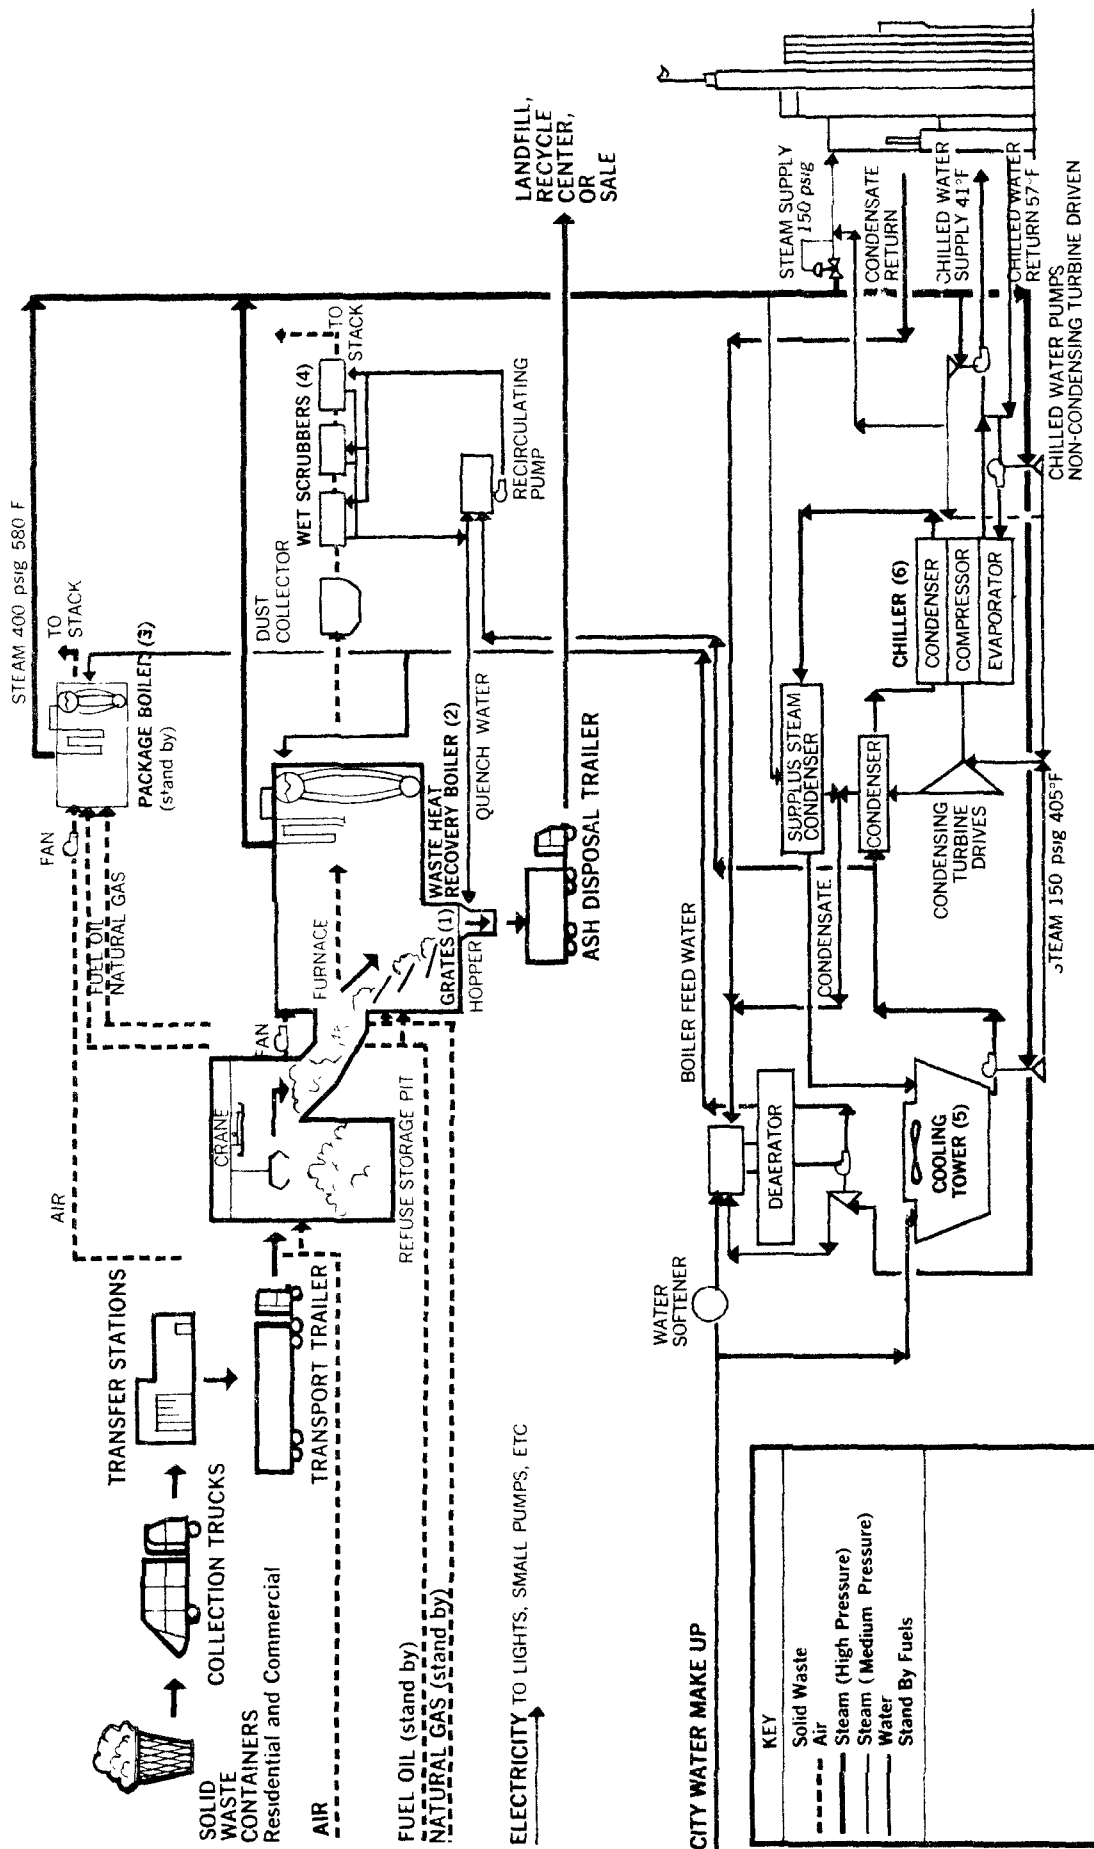 SOLID
WASTE
CONTAINERS
Residential and Commercial
COLLECTION TRUCKS
TRANSFER STATIONS
TRANSPORT TRAILER
AIR
AIR
FUEL OIL (stand by)
NATURAL GAS (stand by)
ELECTRICITY TO LIGHTS, SMALL PUMPS, ETC
CRANE
REFUSE STORAGE PIT
FAN
FURNACE
GRATES (1)
HOPPER
WASTE HEAT
RECOVERY BOILER (2)
FUEL OIL
NATURAL GAS
FAN
PACKAGE BOILER (3)
(stand by)
TO
STACK
STEAM 400 psig 580 F
DUST
COLLECTOR
WET SCRUBBERS (4)
TO
STACK
QUENCH WATER
RECIRCULATING
PUMP
ASH DISPOSAL TRAILER
LANDFILL,
RECYCLE
CENTER,
OR
SALE
CITY WATER MAKE UP
WATER
SOFTENER
BOILER FEED WATER
DEAERATOR
COOLING
TOWER (5)
CONDENSATE
SURPLUS STEAM
CONDENSER
CONDENSER
CONDENSING
TURBINE
DRIVES
STEAM 150 psig 405°F
CHILLER (6)
CONDENSER
COMPRESSOR
EVAPORATOR
STEAM SUPPLY
150 psig
CONDENSATE
RETURN
CHILLED WATER
SUPPLY 41°F
CHILLED WATER
RETURN 57°F
CHILLED WATER PUMPS
NON-CONDENSING TURBINE DRIVEN
KEY
Solid Waste
Air
Steam (High Pressure)
Steam (Medium Pressure)
Water
Stand By Fuels